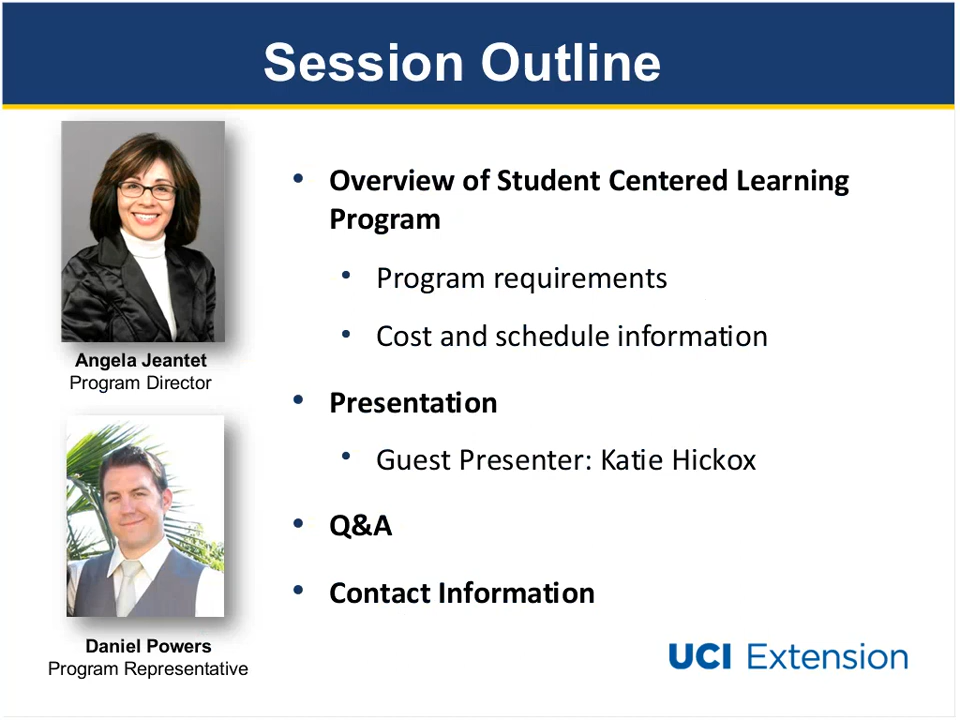 Session Outline
Angela Jeantet
Program Director
Daniel Powers
Program Representative
• Overview of Student Centered Learning
Program
• Program requirements
• Cost and schedule information
• Presentation
• Guest Presenter: Katie Hickox
• Q&A
• Contact Information
UCI Extension